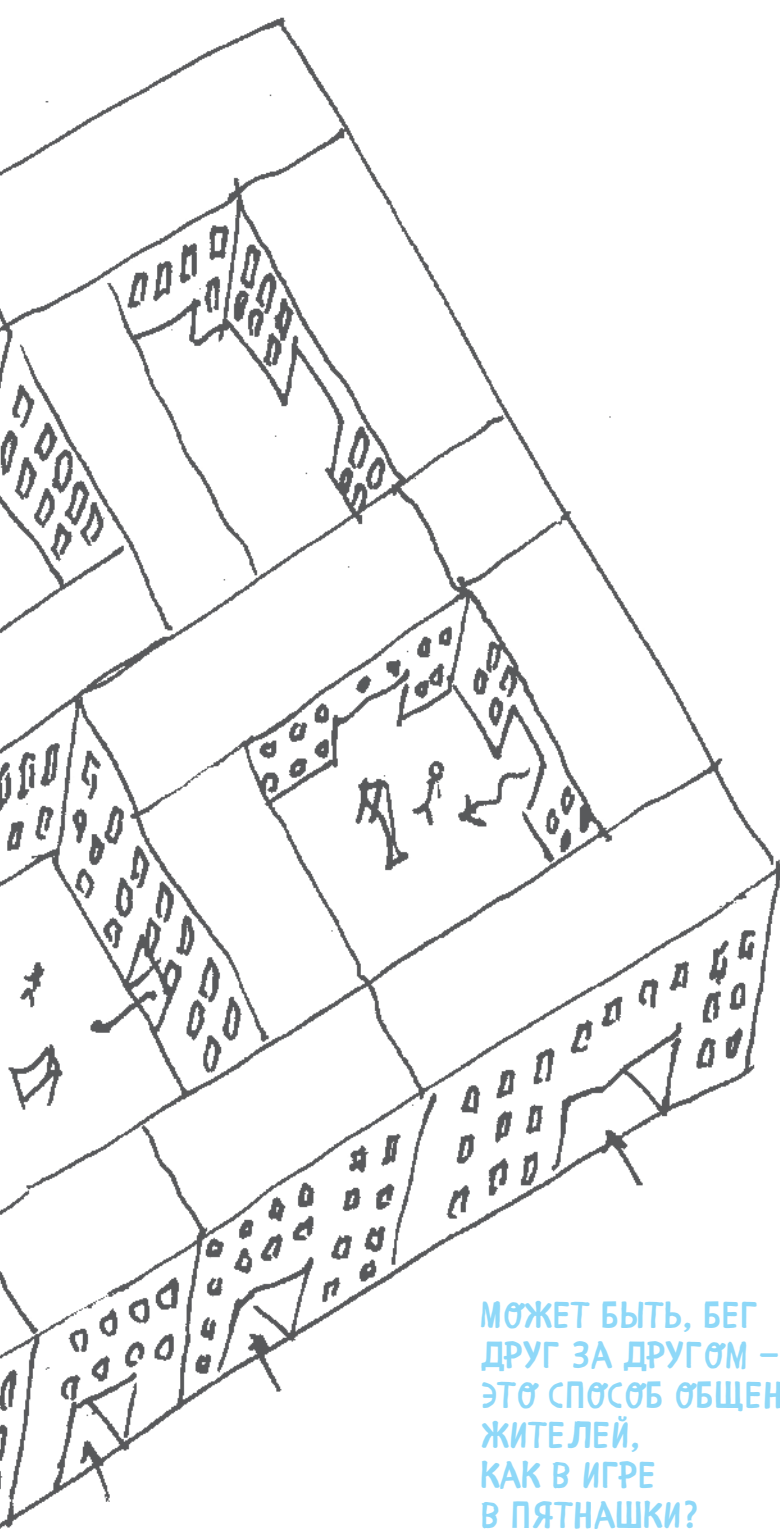 МОЖЕТ БЫТЬ, БЕГ
ДРУГ ЗА ДРУГОМ –
ЭТО СПОСОБ ОБЩЕН
ЖИТЕЛЕЙ,
КАК В ИГРЕ
В ПЯТНАШКИ?